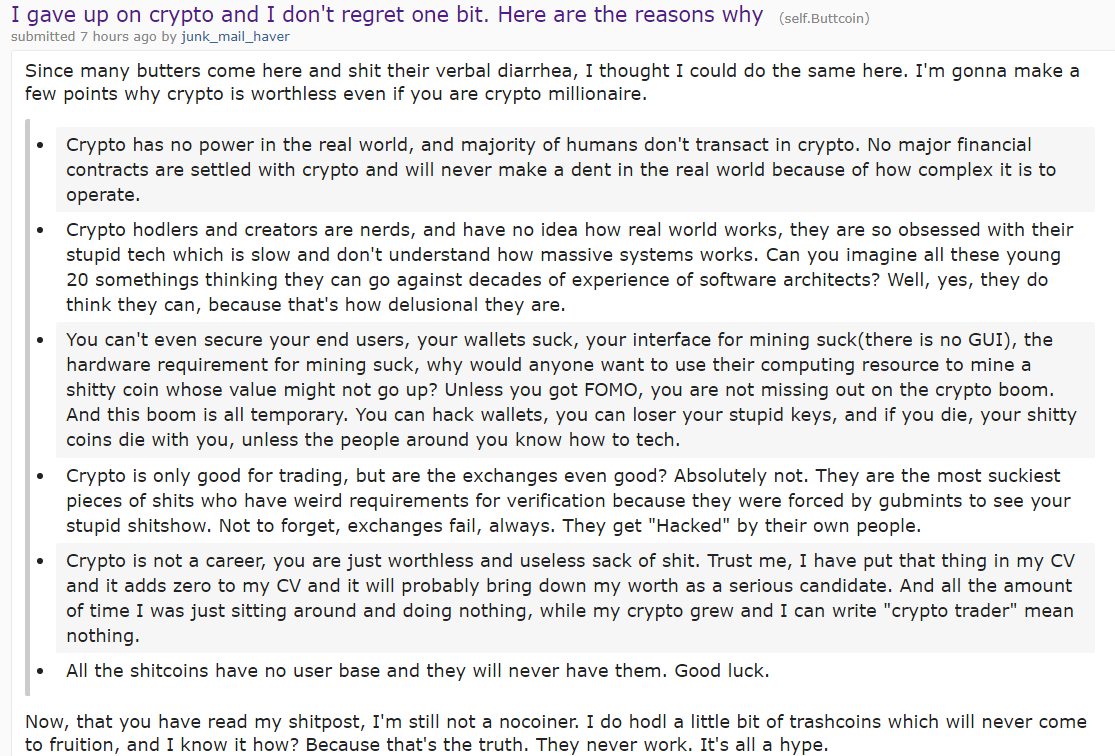 I gave up on crypto and I don't regret one bit. Here are the reasons why (self.Buttcoin)
submitted 7 hours ago by junk_mail_haver
Since many butters come here and shit their verbal diarrhea, I thought I could do the same here. I'm gonna make a
few points why crypto is worthless even if you are crypto millionaire.
• Crypto has no power in the real world, and majority of humans don't transact in crypto. No major financial
contracts are settled with crypto and will never make a dent in the real world because of how complex it is to
operate.
• Crypto hodlers and creators are nerds, and have no idea how real world works, they are so obsessed with their
stupid tech which is slow and don't understand how massive systems works. Can you imagine all these young
20 somethings thinking they can go against decades of experience of software architects? Well, yes, they do
think they can, because that's how delusional they are.
• You can't even secure your end users, your wallets suck, your interface for mining suck(there is no GUI), the
hardware requirement for mining suck, why would anyone want to use their computing resource to mine a
shitty coin whose value might not go up? Unless you got FOMO, you are not missing out on the crypto boom.
And this boom is all temporary. You can hack wallets, you can loser your stupid keys, and if you die, your shitty
coins die with you, unless the people around you know how to tech.
• Crypto is only good for trading, but are the exchanges even good? Absolutely not. They are the most suckiest
pieces of shits who have weird requirements for verification because they were forced by gubmints to see your
stupid shitshow. Not to forget, exchanges fail, always. They get "Hacked" by their own people.
• Crypto is not a career, you are just worthless and useless sack of shit. Trust me, I have put that thing in my CV
and it adds zero to my CV and it will probably bring down my worth as a serious candidate. And all the amount
of time I was just sitting around and doing nothing, while my crypto grew and I can write "crypto trader" mean
nothing.
• All the shitcoins have no user base and they will never have them. Good luck.
Now, that you have read my shitpost, I'm still not a nocoiner. I do hodl a little bit of trashcoins which will never come
to fruition, and I know it how? Because that's the truth. They never work. It's all a hype.